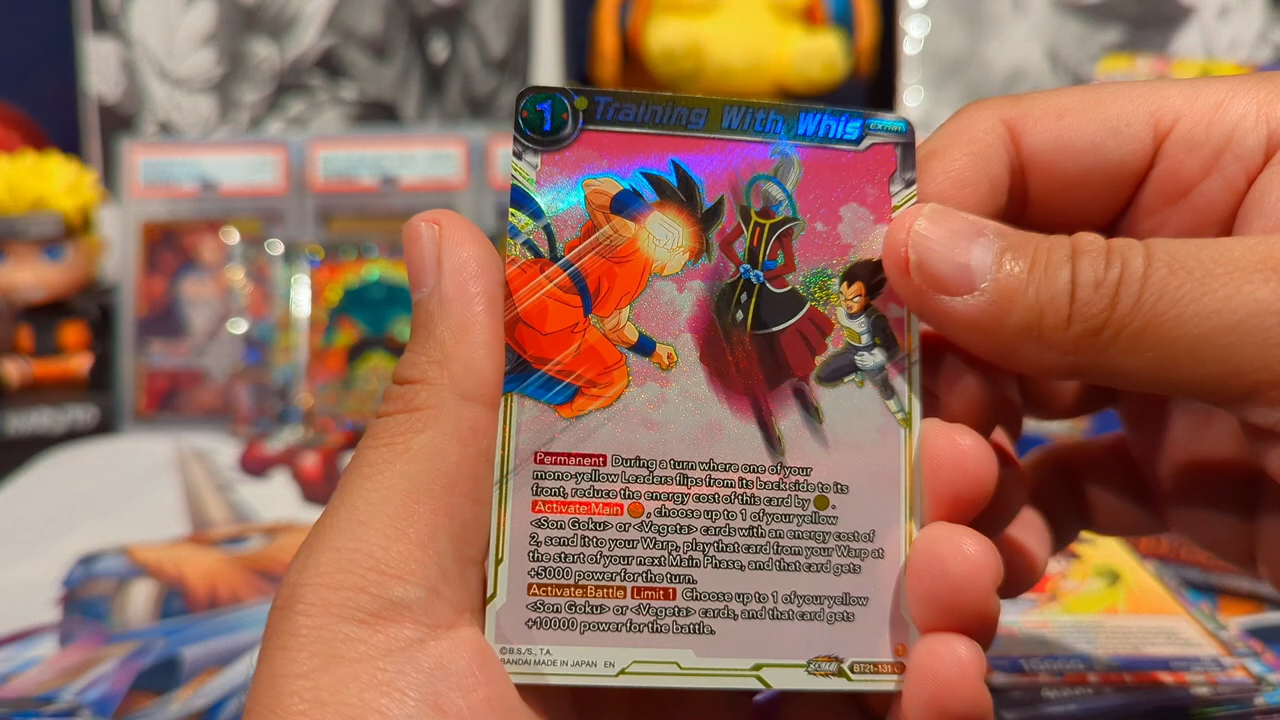 1 Training With Whis EXTRA
Permanent During a turn where one of your
mono-yellow Leaders flips from its back side to its
front, reduce the energy cost of this card by .
Activate:Main , choose up to 1 of your yellow
<Son Goku> or <Vegeta> cards with an energy cost of
2, send it to your Warp, play that card from your Warp at
the start of your next Main Phase, and that card gets
+5000 power for the turn.
Activate:Battle Limit 1 Choose up to 1 of your yellow
<Son Goku> or <Vegeta> cards, and that card gets
+10000 power for the battle.
©B.S./S., T.A.
BANDAI MADE IN JAPAN EN
BT21-131 C